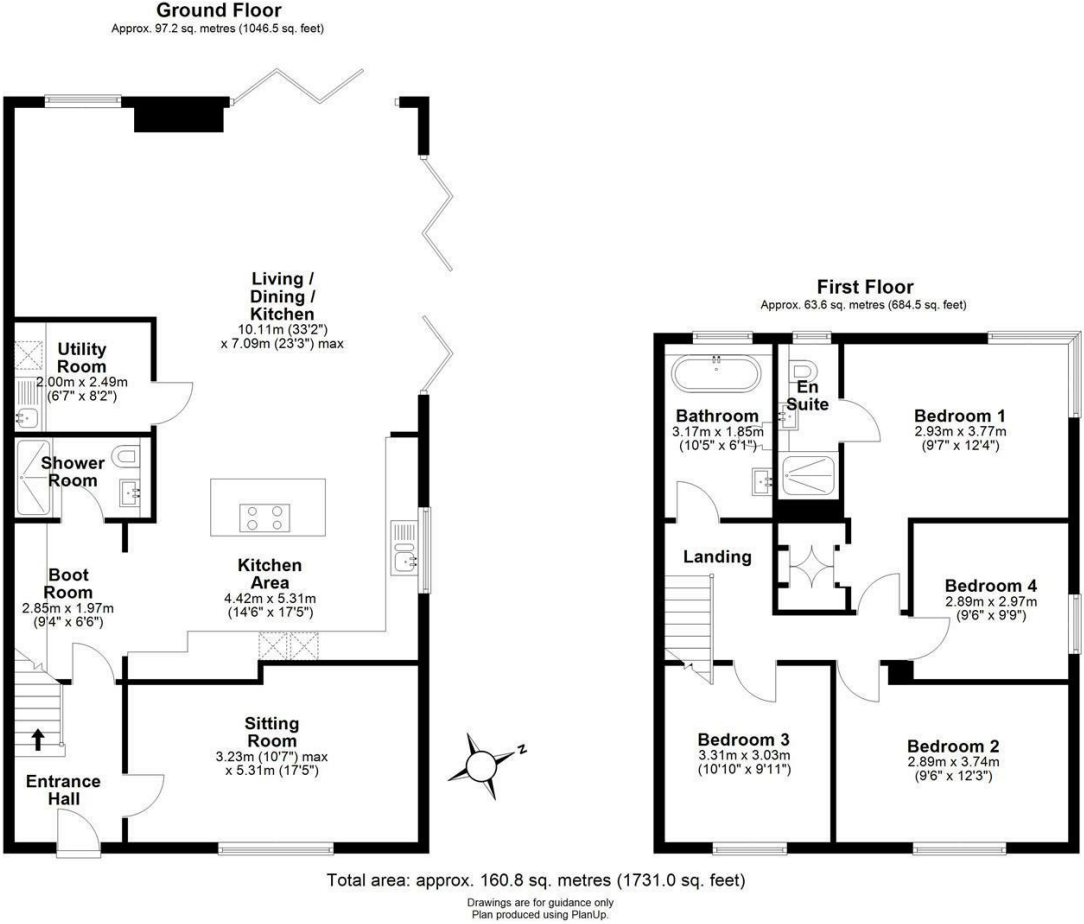 Ground Floor
Approx. 97.2 sq. metres (1046.5 sq. feet)
Living /
Dining /
Kitchen
10.11m (33'2")
x 7.09m (23'3") max
Utility
Room
2.00m x 2.49m
(6'7" x 8'2")
Shower
Room
Boot
Room
2.85m x 1.97m
(9'4" x 6'6")
Kitchen
Area
4.42m x 5.31m
(14'6" x 17'5")
Sitting
Room
3.23m (10'7") max
x 5.31m (17'5")
Entrance
Hall
N
First Floor
Approx. 63.6 sq. metres (684.5 sq. feet)
Bathroom
3.17m x 1.85m
(10'5" x 6'1")
En
Suite
Bedroom 1
2.93m x 3.77m
(9'7" x 12'4")
Landing
Bedroom 4
2.89m x 2.97m
(9'6" x 9'9")
Bedroom 3
3.31m x 3.03m
(10'10" x 9'11")
Bedroom 2
2.89m x 3.74m
(9'6" x 12'3")
Total area: approx. 160.8 sq. metres (1731.0 sq. feet)
Drawings are for guidance only
Plan produced using PlanUp.